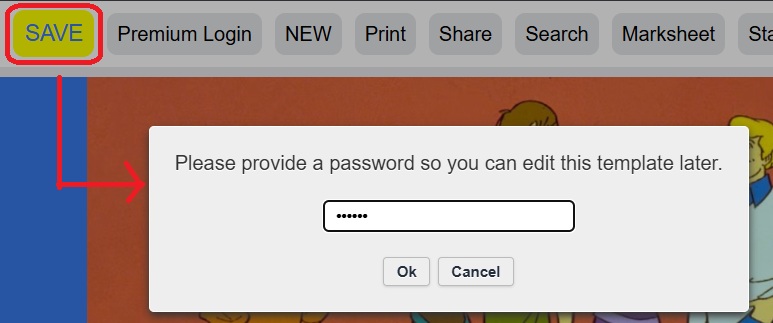 SAVE Premium Login NEW Print Share Search Marksheet Sta
Please provide a password so you can edit this template later.
••••••
Ok Cancel